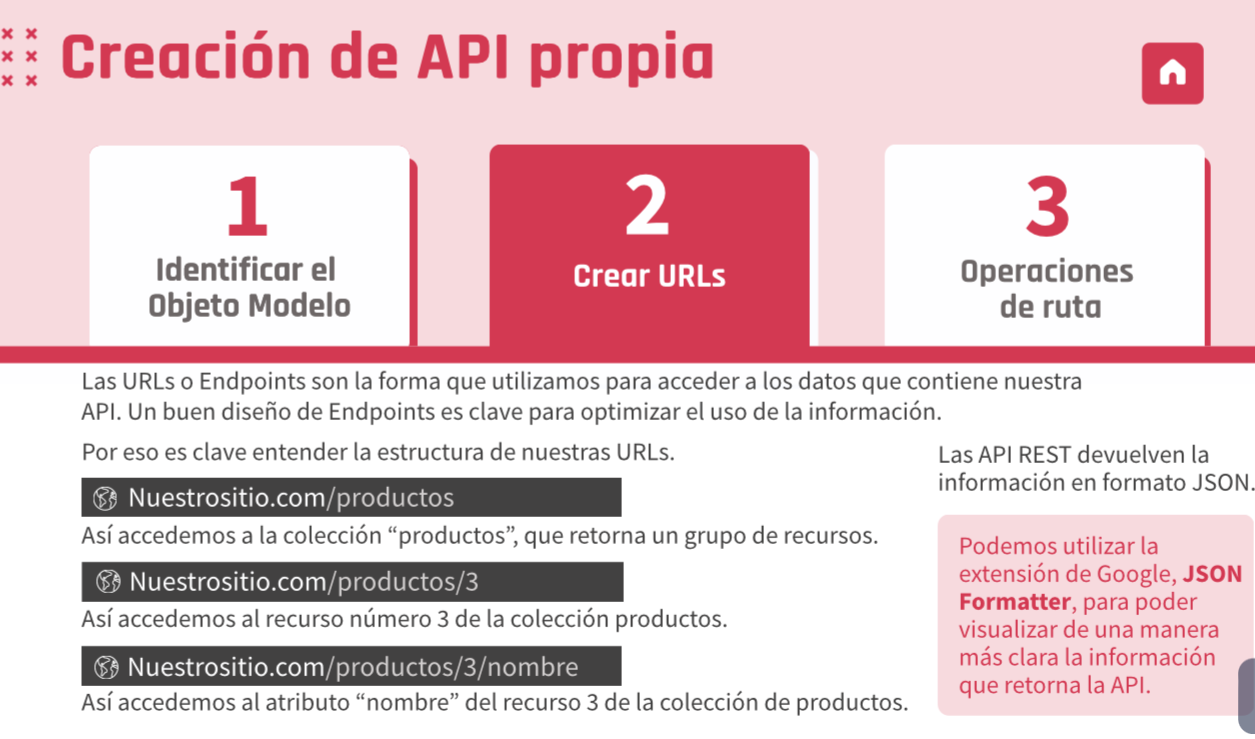 Creación de API propia
1
Identificar el
Objeto Modelo
2
Crear URLs
3
Operaciones
de ruta
Las URLs o Endpoints son la forma que utilizamos para acceder a los datos que contiene nuestra
API. Un buen diseño de Endpoints es clave para optimizar el uso de la información.
Por eso es clave entender la estructura de nuestras URLs.
Nuestrositio.com/productos
Así accedemos a la colección “productos”, que retorna un grupo de recursos.
Nuestrositio.com/productos/3
Así accedemos al recurso número 3 de la colección productos.
Nuestrositio.com/productos/3/nombre
Así accedemos al atributo “nombre” del recurso 3 de la colección de productos.
Las API REST devuelven la
información en formato JSON.
Podemos utilizar la
extensión de Google, JSON
Formatter, para poder
visualizar de una manera
más clara la información
que retorna la API.